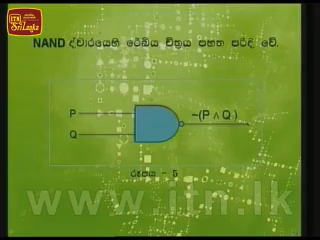 ITN
Sri Lanka
NAND ද්වාරයෙහි රේඛීය චිත්‍රය පහත පරිදි වේ.
P
Q
~(P ∧ Q)
රූපය - 5
www.itn.lk